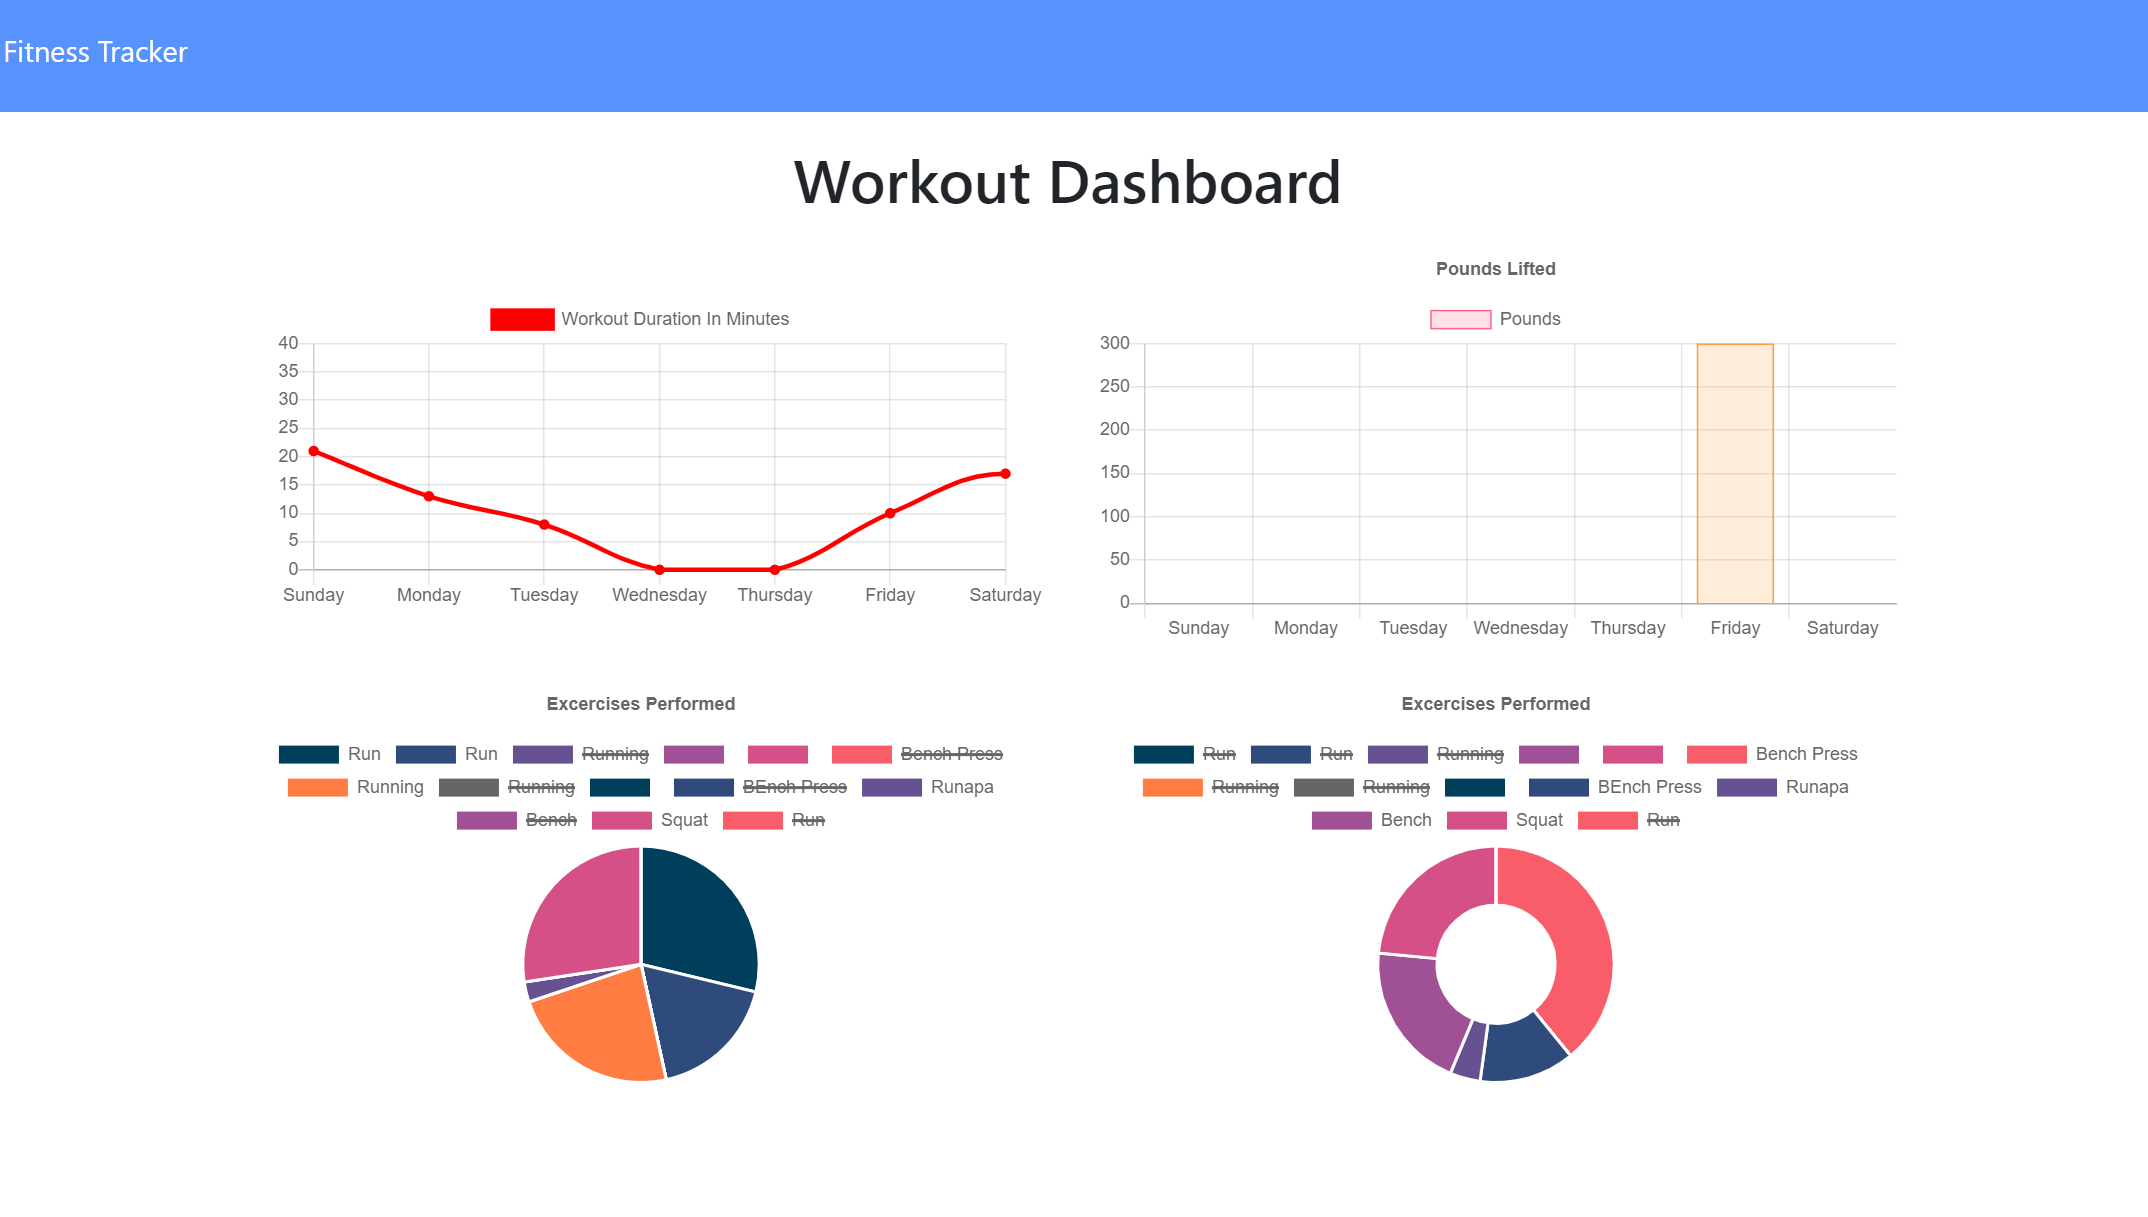 Fitness Tracker
Workout Dashboard
Workout Duration In Minutes
40
35
30
25
20
15
10
5
0
Sunday Monday Tuesday Wednesday Thursday Friday Saturday
Pounds Lifted
Pounds
300
250
200
150
100
50
0
Sunday Monday Tuesday Wednesday Thursday Friday Saturday
Excercises Performed
Run Run Running Bench Press
Running Running BEnch Press Runapa
Bench Squat Run
Excercises Performed
Run Run Running Bench Press
Running Running BEnch Press Runapa
Bench Squat Run